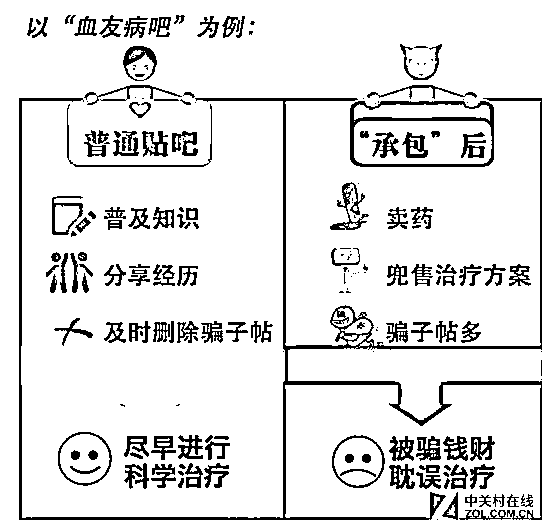 以“血友病吧”为例：
普通贴吧
普及知识
分享经历
及时删除骗子帖
尽早进行
科学治疗
“承包”后
卖药
兜售治疗方案
骗子帖多
被骗钱财
耽误治疗
中关村在线
ZOL.COM.CN